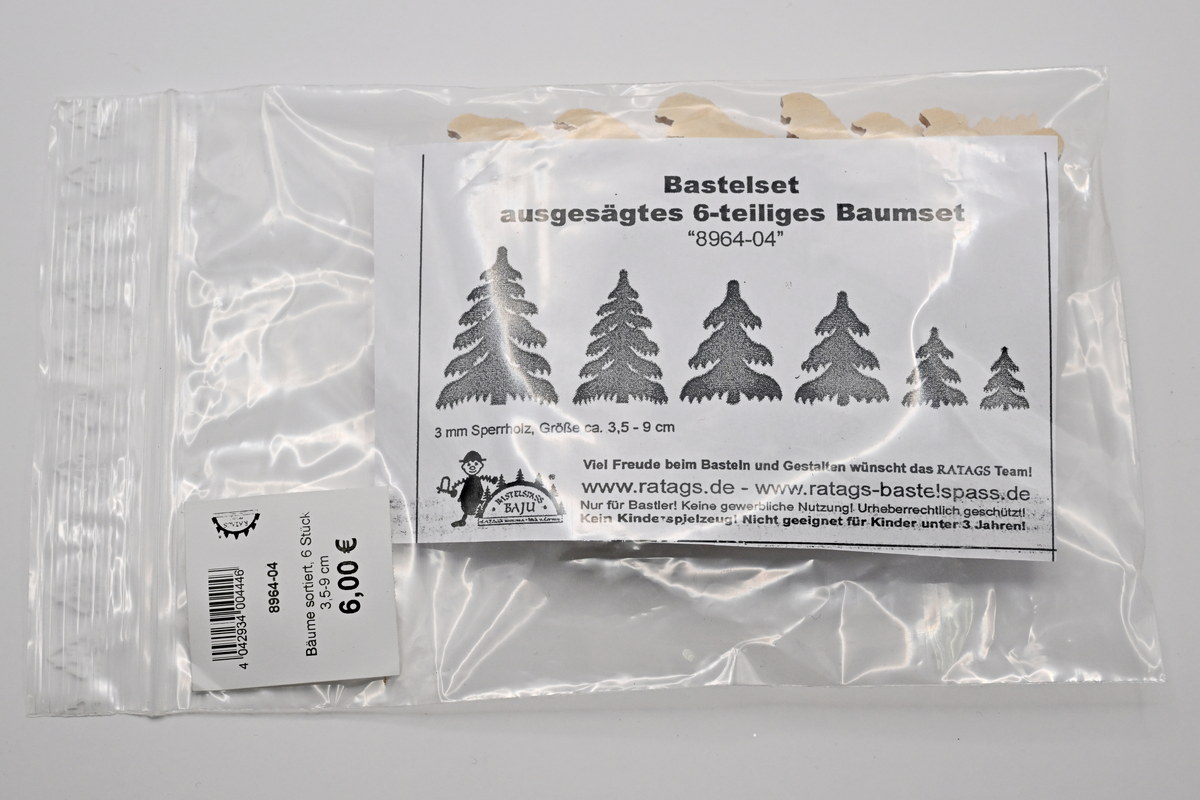 Bastelset
ausgesägtes 6-teiliges Baumset
“8964-04”
3 mm Sperrholz, Größe ca. 3,5 - 9 cm
BASTELSPASS
BAJU
Viel Freude beim Basteln und Gestalten wünscht das RATAGS Team!
www.ratags.de - www.ratags-bastelspass.de
Nur für Bastler! Keine gewerbliche Nutzung! Urheberrechtlich geschützt!
Kein Kinderspielzeug! Nicht geeignet für Kinder unter 3 Jahren!
RATAGS
4 042934 004446
8964-04
Bäume sortiert, 6 Stück
3,5-9 cm
6,00 €